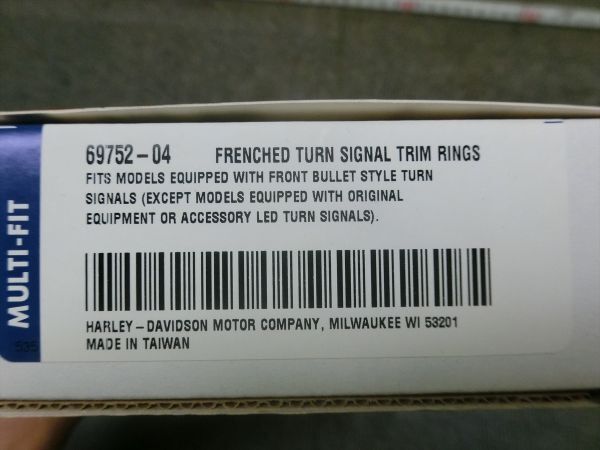 69752-04 FRENCHED TURN SIGNAL TRIM RINGS
FITS MODELS EQUIPPED WITH FRONT BULLET STYLE TURN
SIGNALS (EXCEPT MODELS EQUIPPED WITH ORIGINAL
EQUIPMENT OR ACCESSORY LED TURN SIGNALS).
HARLEY-DAVIDSON MOTOR COMPANY, MILWAUKEE WI 53201
MADE IN TAIWAN
MULTI-FIT
535